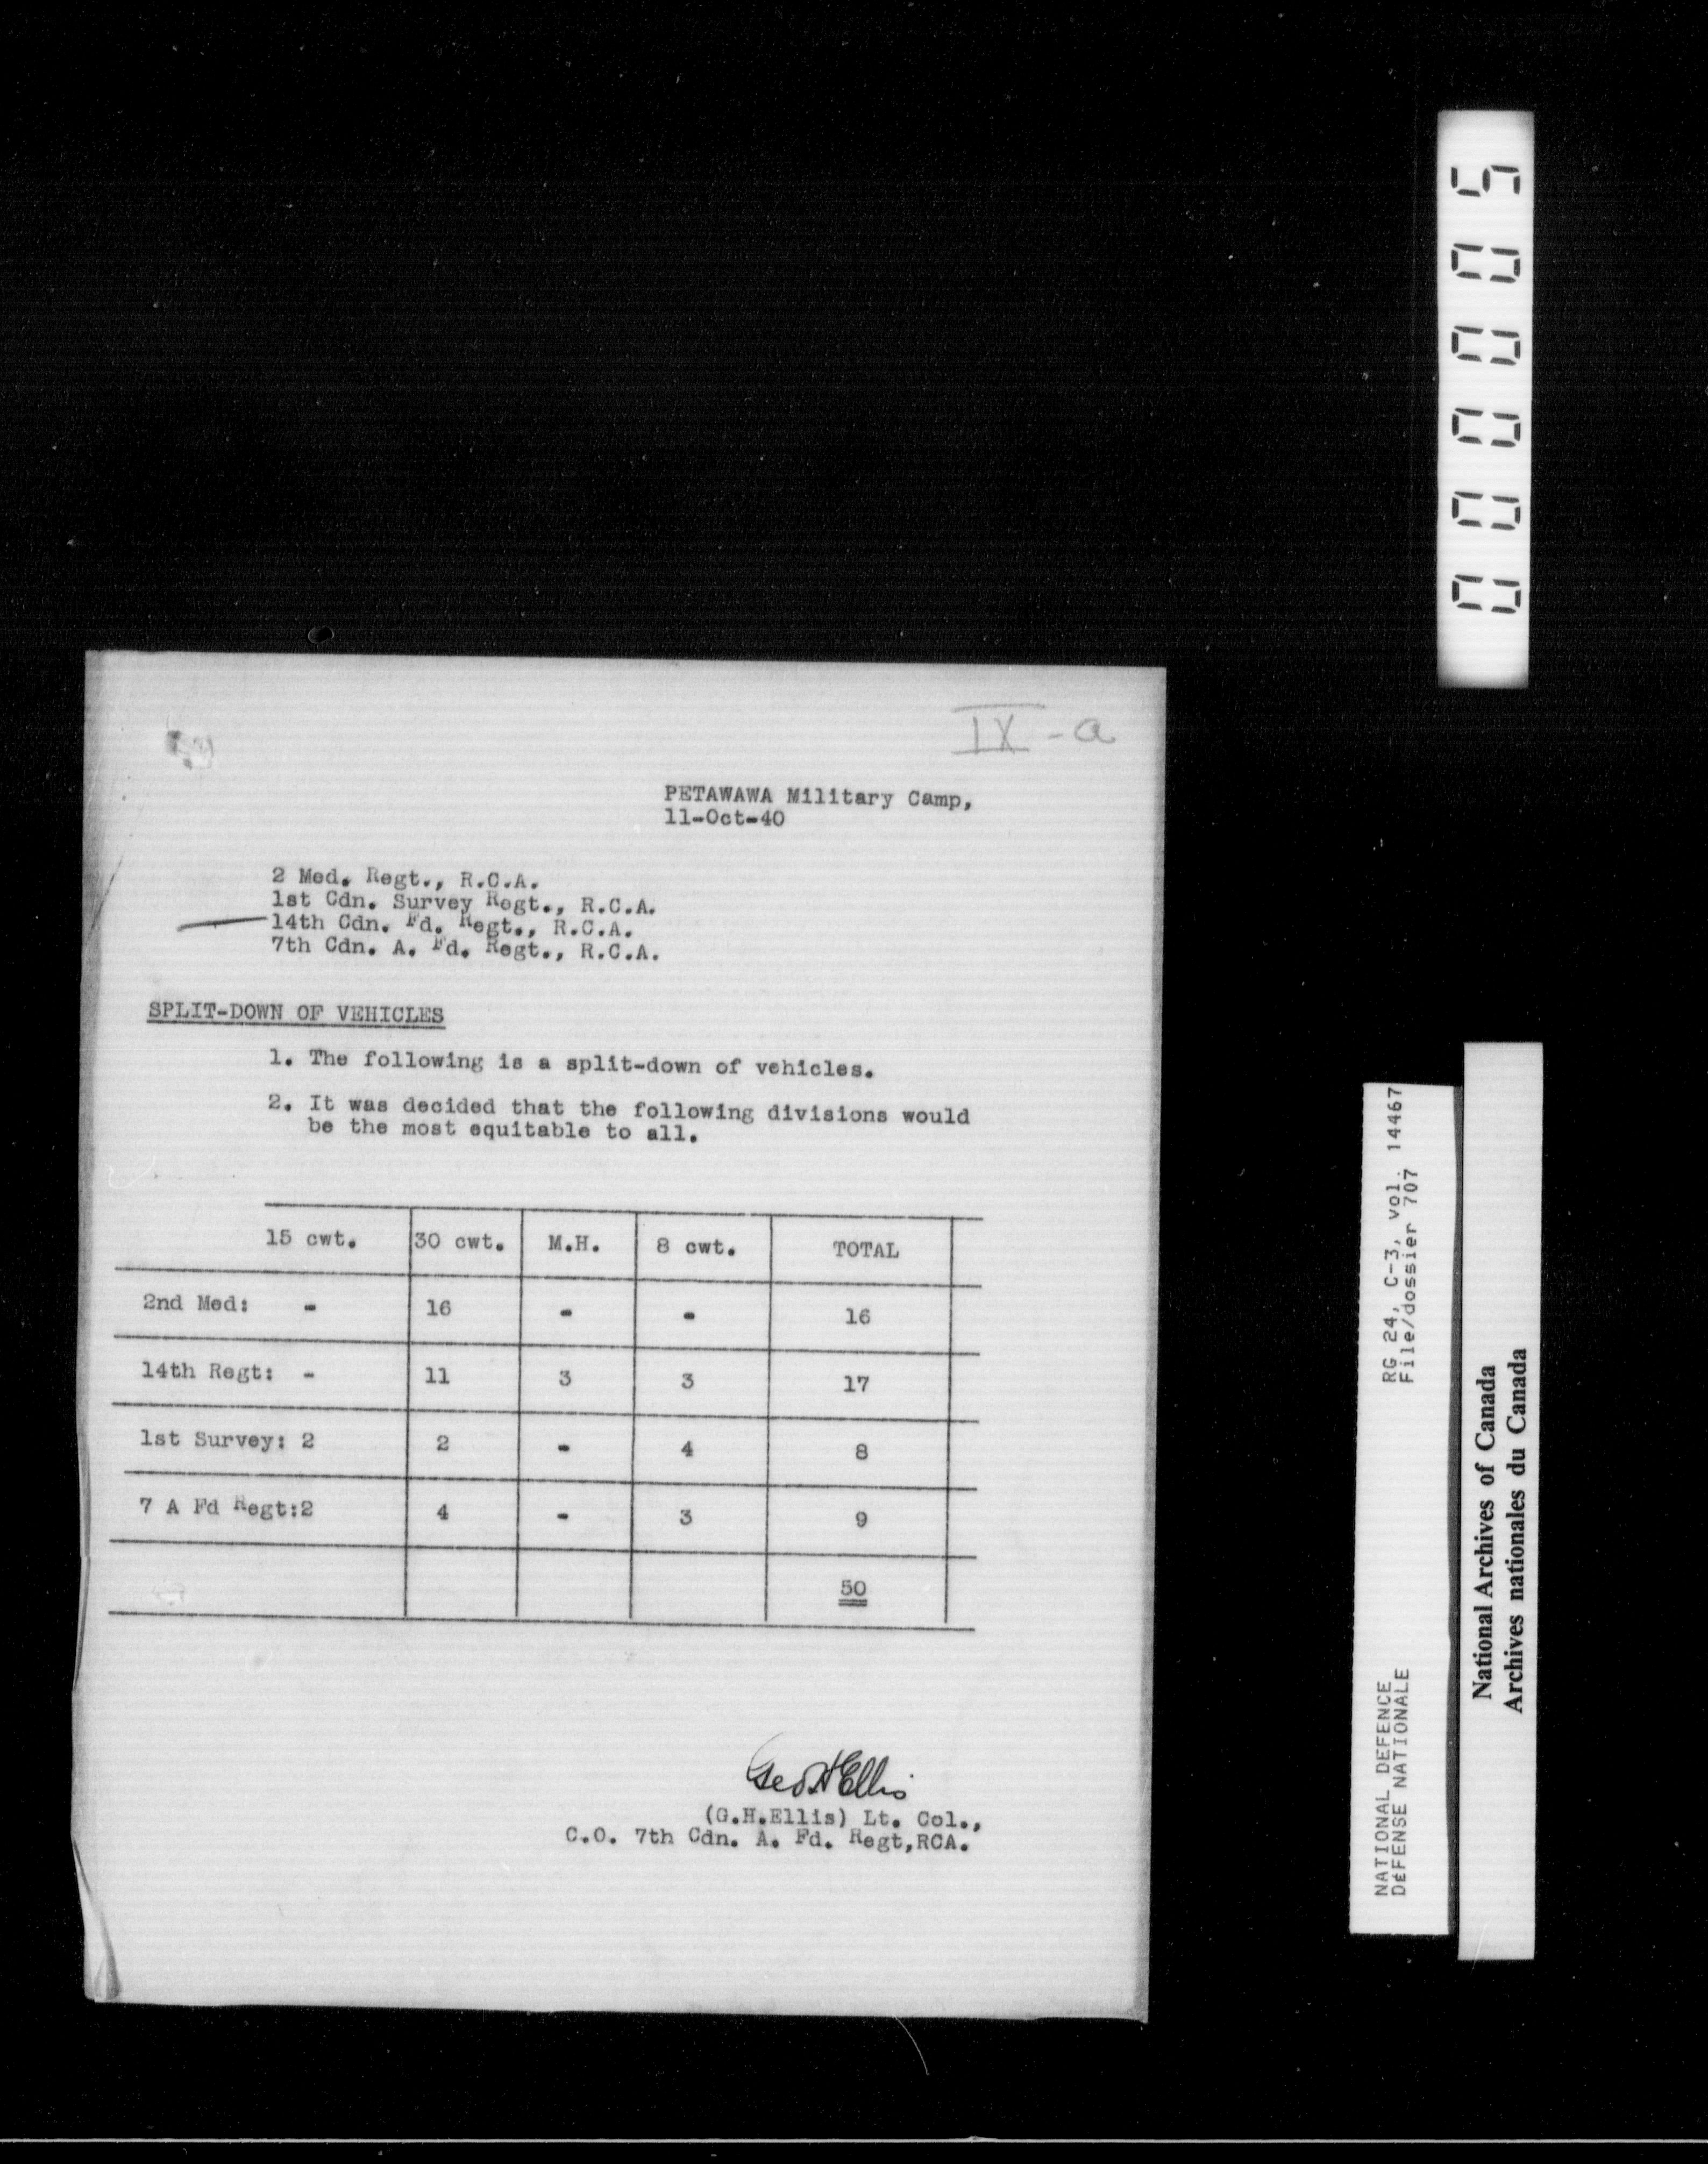 IX-a
PETAWAWA Military Camp,
11-Oct-40
2 Med. Regt., R.C.A.
1st Cdn. Survey Regt., R.C.A.
14th Cdn. Fd. Regt., R.C.A.
7th Cdn. A. Fd. Regt., R.C.A.
SPLIT-DOWN OF VEHICLES
1. The following is a split-down of vehicles.
2. It was decided that the following divisions would
be the most equitable to all.
15 cwt. 30 cwt. M.H. 8 cwt. TOTAL
2nd Med: - 16 - - 16
14th Regt: - 11 3 3 17
1st Survey: 2 2 - 4 8
7 A Fd Regt:2 4 - 3 9
50
Geo H Ellis
(G.H.Ellis) Lt. Col.,
C.O. 7th Cdn. A. Fd. Regt,RCA.
000005
RG 24, C-3, vol. 14467
File/dossier 707
NATIONAL DEFENCE
DéFENSE NATIONALE
National Archives of Canada
Archives nationales du Canada